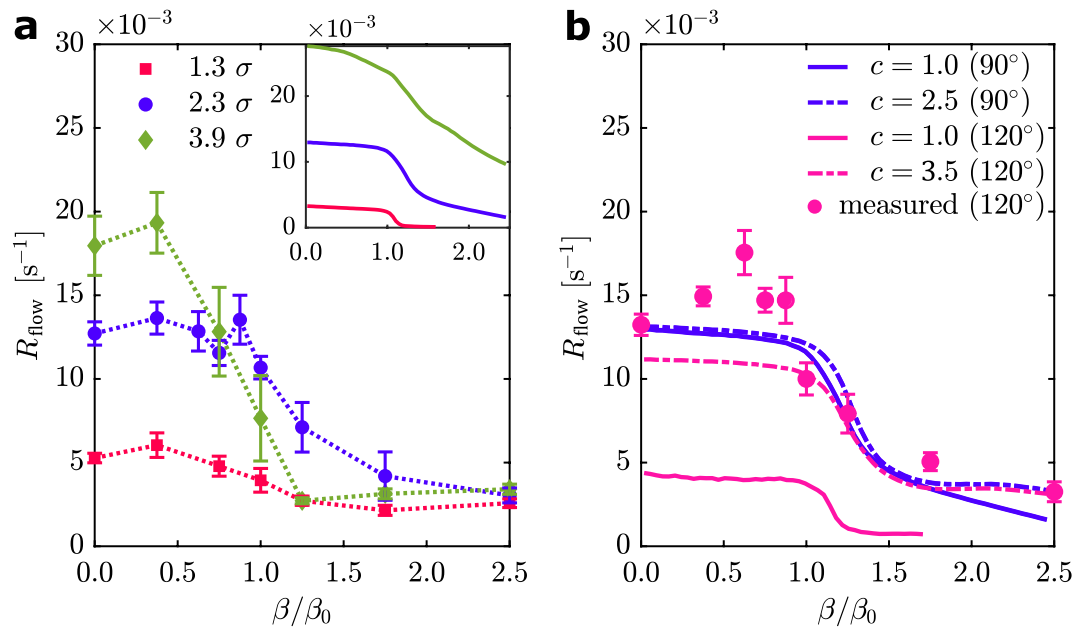 a
×10⁻³
30
25
20
15
10
5
0
R_flow [s⁻¹]
1.3 σ
2.3 σ
3.9 σ
0.0
0.5
1.0
1.5
2.0
2.5
β/β₀
×10⁻³
20
10
0
0.0
1.0
2.0
b
×10⁻³
30
25
20
15
10
5
0
R_flow [s⁻¹]
c = 1.0 (90°)
c = 2.5 (90°)
c = 1.0 (120°)
c = 3.5 (120°)
measured (120°)
0.0
0.5
1.0
1.5
2.0
2.5
β/β₀